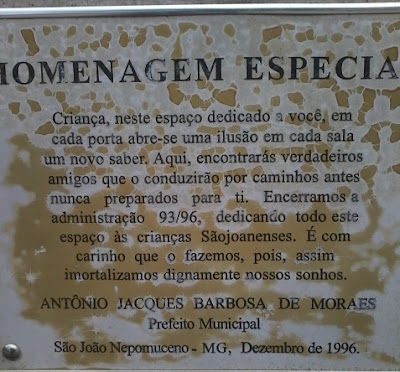 HOMENAGEM ESPECIA
Criança, neste espaço dedicado a você, em
cada porta abre-se uma ilusão em cada sala
um novo saber. Aqui, encontrarás verdadeiros
amigos que o conduzirão por caminhos antes
nunca preparados para ti. Encerramos a
administração 93/96, dedicando todo este
espaço às crianças Sãojoanenses. É com
carinho que o fazemos, pois, assim
imortalizamos dignamente nossos sonhos.
ANTÔNIO JACQUES BARBOSA DE MORAES
Prefeito Municipal
São João Nepomuceno - MG, Dezembro de 1996.